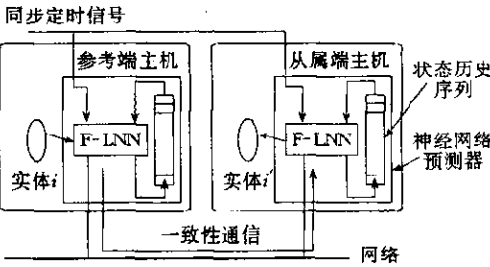 同步定时信号
参考端主机
从属端主机
状态历史
序列
F-LNN
F-LNN
神经网络
预测器
实体i
实体i′
一致性通信
网络